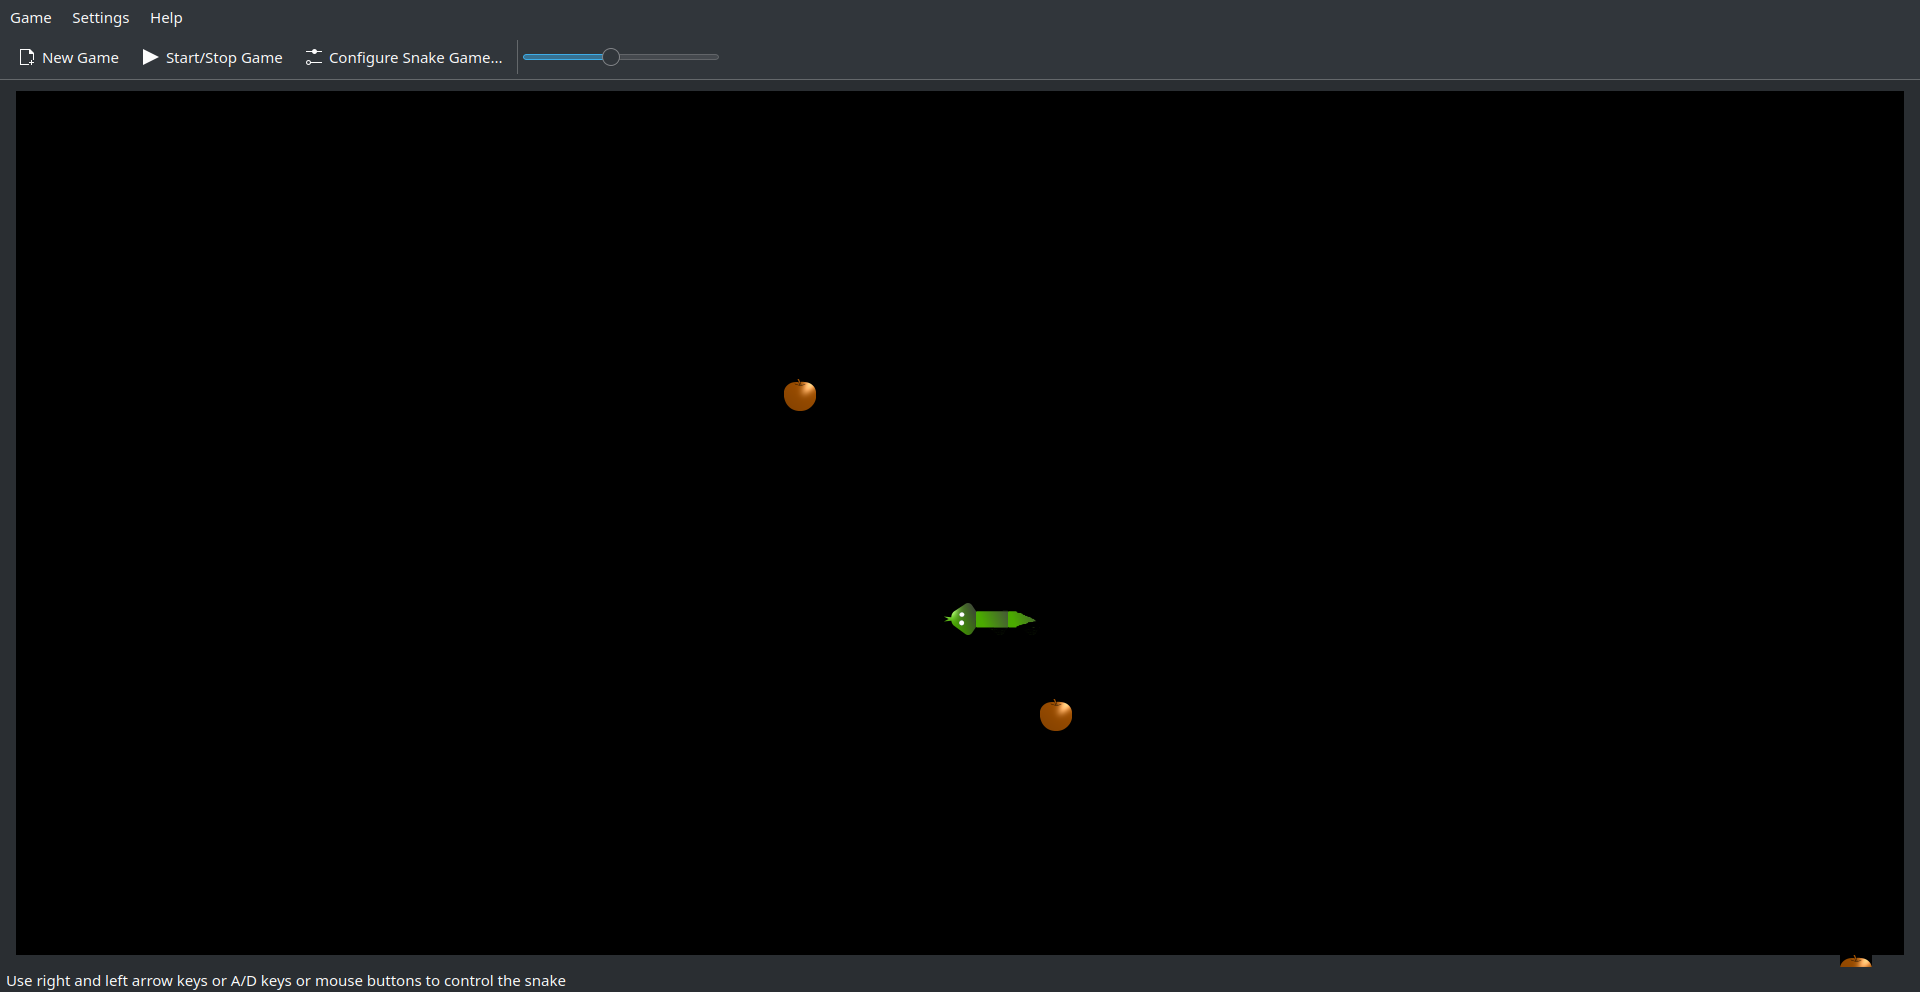 Game Settings Help
New Game Start/Stop Game Configure Snake Game...
Use right and left arrow keys or A/D keys or mouse buttons to control the snake